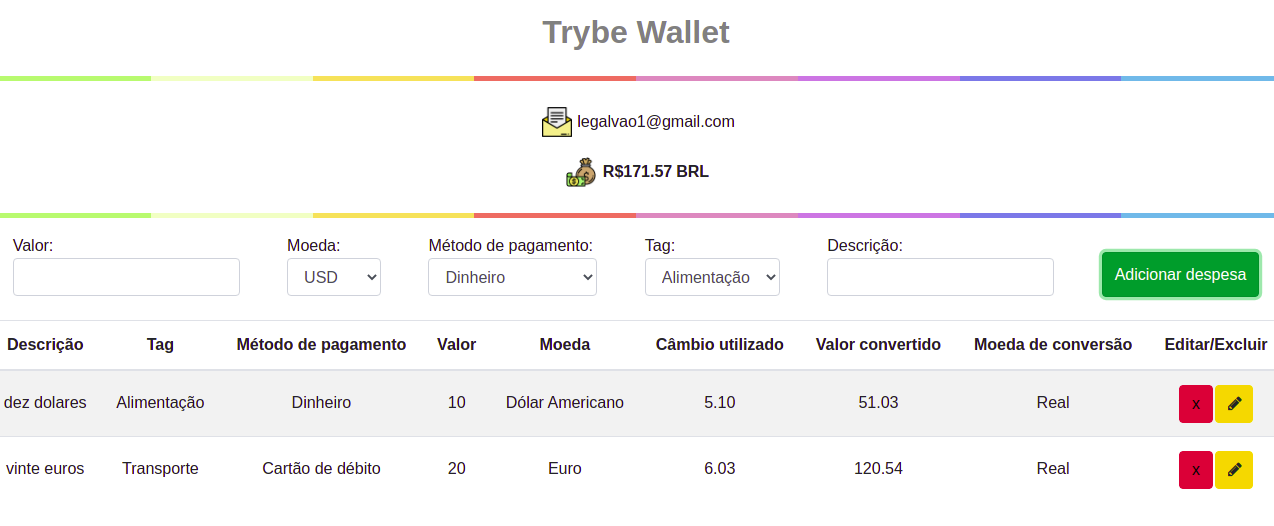 Trybe Wallet
legalvao1@gmail.com
R$171.57 BRL
Valor: Moeda: Método de pagamento: Tag: Descrição:
USD Dinheiro Alimentação Adicionar despesa
Descrição Tag Método de pagamento Valor Moeda Câmbio utilizado Valor convertido Moeda de conversão Editar/Excluir
dez dolares Alimentação Dinheiro 10 Dólar Americano 5.10 51.03 Real x
vinte euros Transporte Cartão de débito 20 Euro 6.03 120.54 Real x